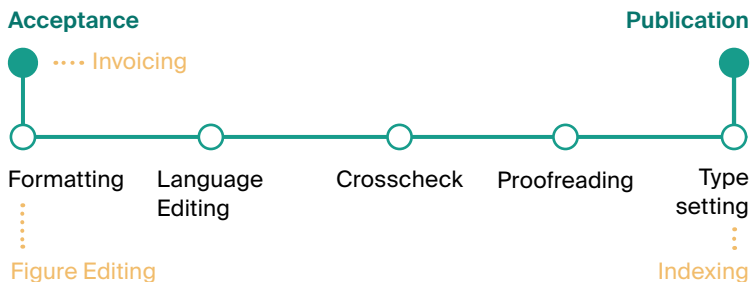 Acceptance
Publication
Invoicing
Formatting
Language
Editing
Crosscheck
Proofreading
Type
setting
Figure Editing
Indexing